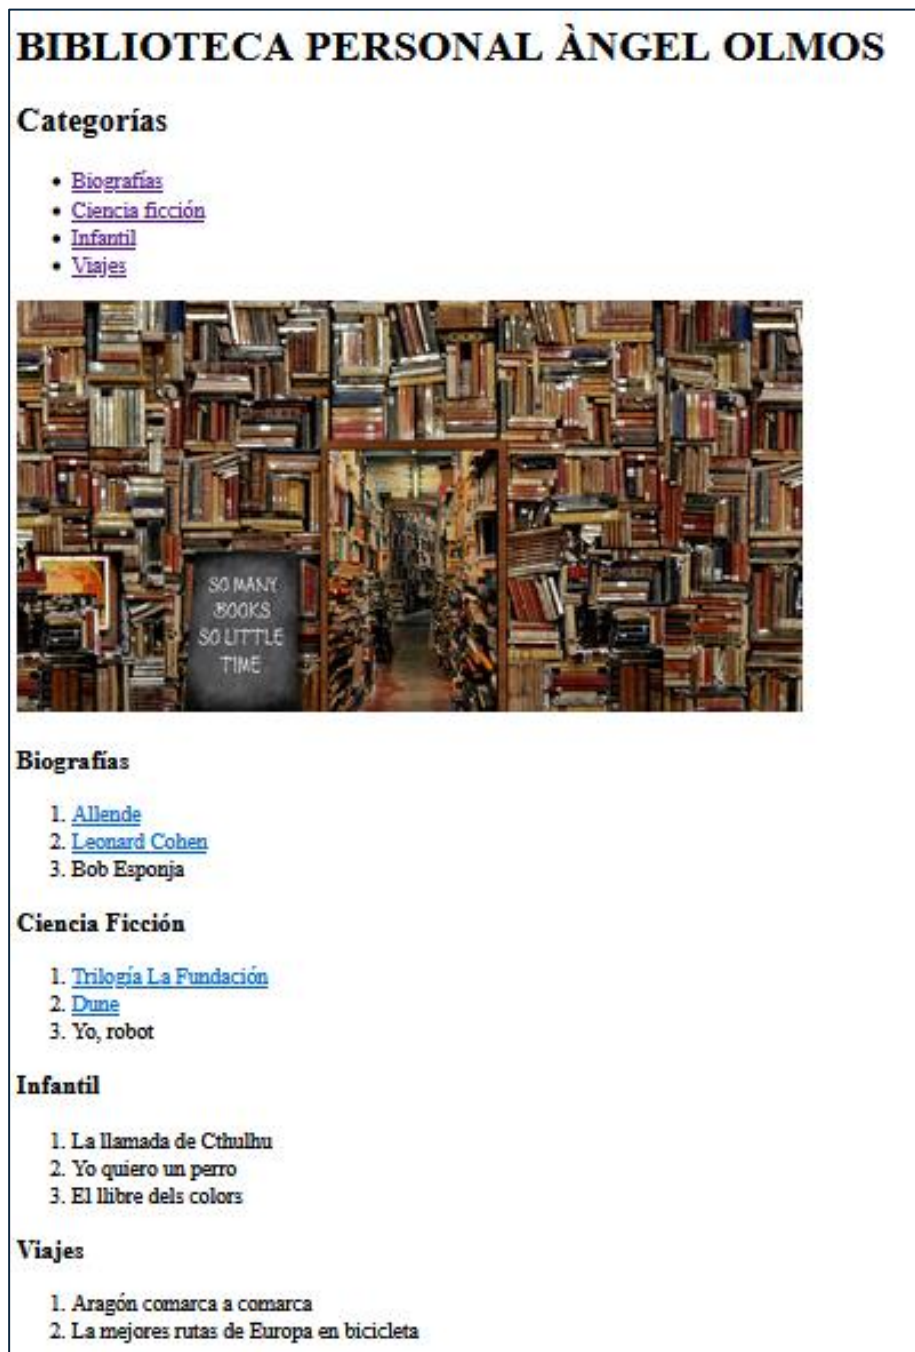 BIBLIOTECA PERSONAL ÀNGEL OLMOS
Categorías
• Biografías
• Ciencia ficción
• Infantil
• Viajes
SO MANY
BOOKS
SO LITTLE
TIME
Biografías
1. Allende
2. Leonard Cohen
3. Bob Esponja
Ciencia Ficción
1. Trilogía La Fundación
2. Dune
3. Yo, robot
Infantil
1. La llamada de Cthulhu
2. Yo quiero un perro
3. El llibre dels colors
Viajes
1. Aragón comarca a comarca
2. La mejores rutas de Europa en bicicleta